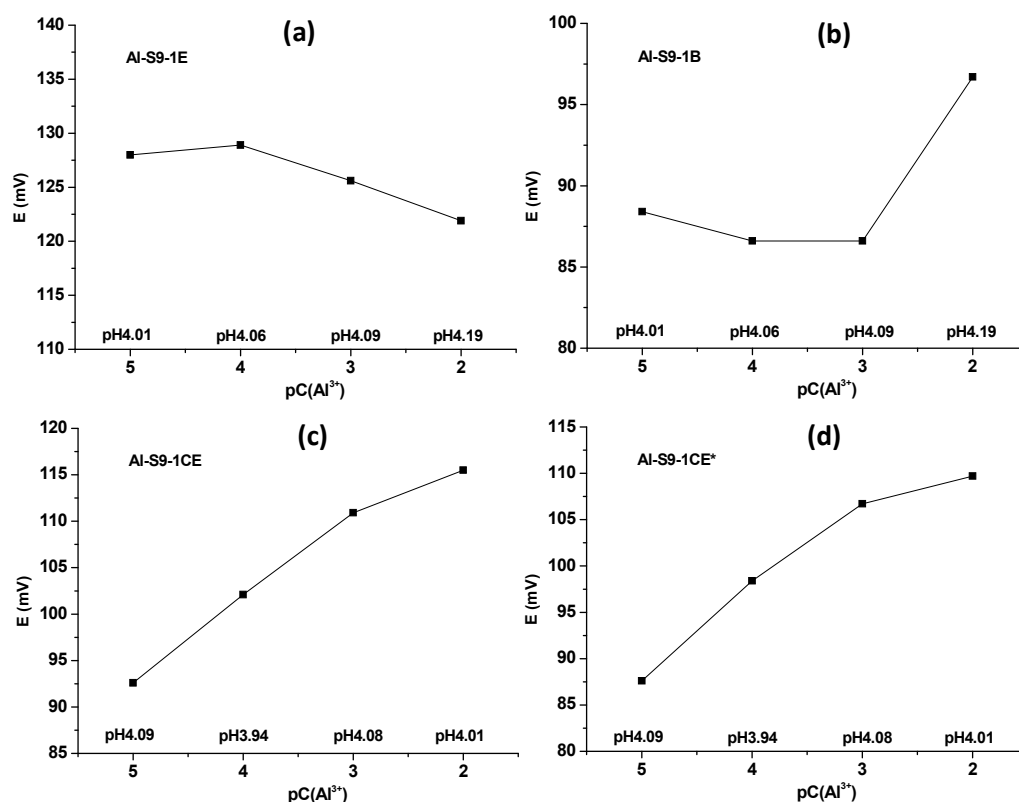 (a)
Al-S9-1E
E (mV)
140
135
130
125
120
115
110
pH4.01 pH4.06 pH4.09 pH4.19
5 4 3 2
pC(Al³⁺)
(b)
Al-S9-1B
E (mV)
100
95
90
85
80
pH4.01 pH4.06 pH4.09 pH4.19
5 4 3 2
pC(Al³⁺)
(c)
Al-S9-1CE
E (mV)
120
115
110
105
100
95
90
85
pH4.09 pH3.94 pH4.08 pH4.01
5 4 3 2
pC(Al³⁺)
(d)
Al-S9-1CE*
E (mV)
115
110
105
100
95
90
85
80
pH4.09 pH3.94 pH4.08 pH4.01
5 4 3 2
pC(Al³⁺)